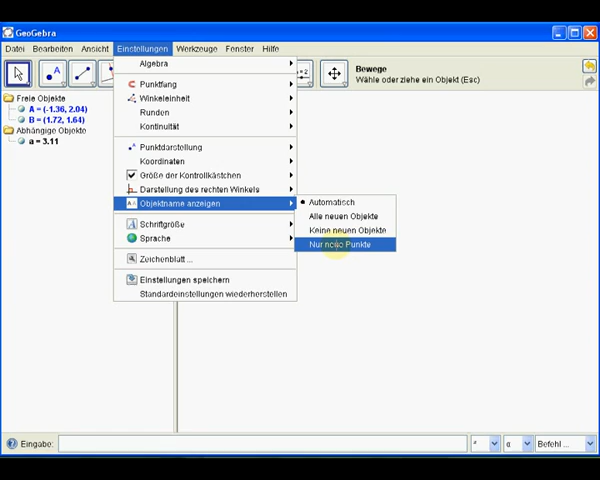 GeoGebra
Datei Bearbeiten Ansicht Einstellungen Werkzeuge Fenster Hilfe
Bewege
Wähle oder ziehe ein Objekt (Esc)
Algebra
Punktfang
Winkeleinheit
Runden
Kontinuität
Punktdarstellung
Koordinaten
Größe der Kontrollkästchen
Darstellung des rechten Winkels
Objektname anzeigen
Schriftgröße
Sprache
Zeichenblatt ...
Einstellungen speichern
Standardeinstellungen wiederherstellen
Automatisch
Alle neuen Objekte
Keine neuen Objekte
Nur neue Punkte
Freie Objekte
A = (-1.36, 2.04)
B = (1.72, 1.64)
Abhängige Objekte
a = 3.11
Eingabe:
α
Befehl ...